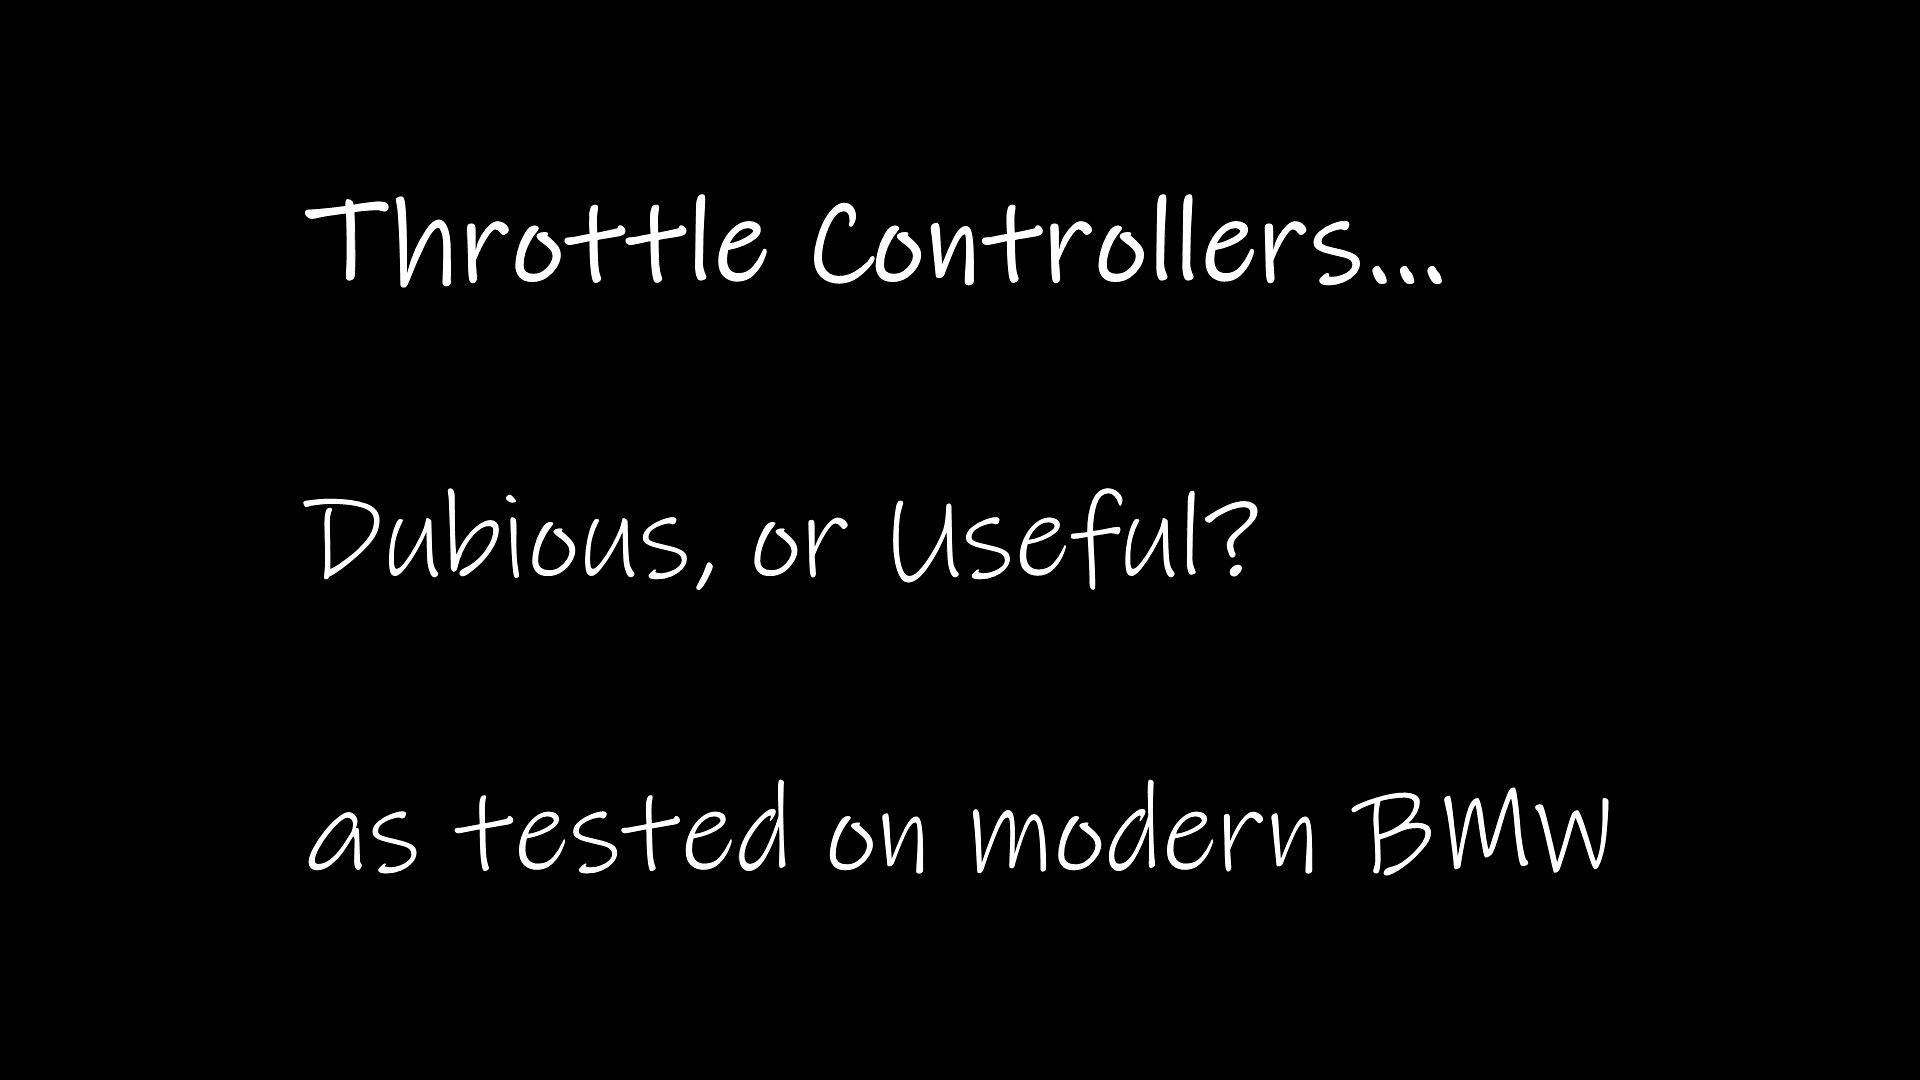 Throttle Controllers...
Dubious, or Useful?
as tested on modern BMW